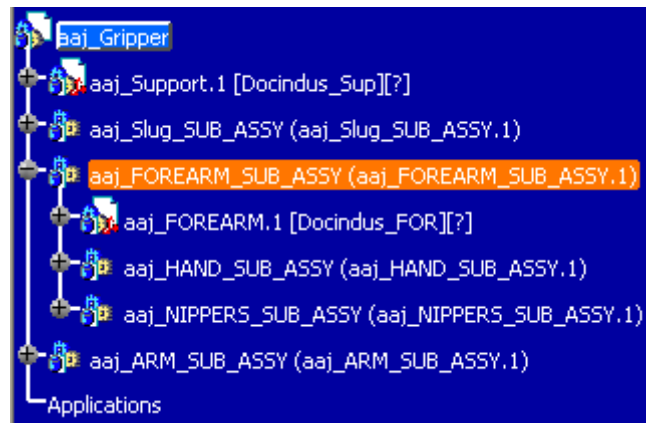 aaj_Gripper
aaj_Support.1 [Docindus_Sup][?]
aaj_Slug_SUB_ASSY (aaj_Slug_SUB_ASSY.1)
aaj_FOREARM_SUB_ASSY (aaj_FOREARM_SUB_ASSY.1)
aaj_FOREARM.1 [Docindus_FOR][?]
aaj_HAND_SUB_ASSY (aaj_HAND_SUB_ASSY.1)
aaj_NIPPERS_SUB_ASSY (aaj_NIPPERS_SUB_ASSY.1)
aaj_ARM_SUB_ASSY (aaj_ARM_SUB_ASSY.1)
Applications